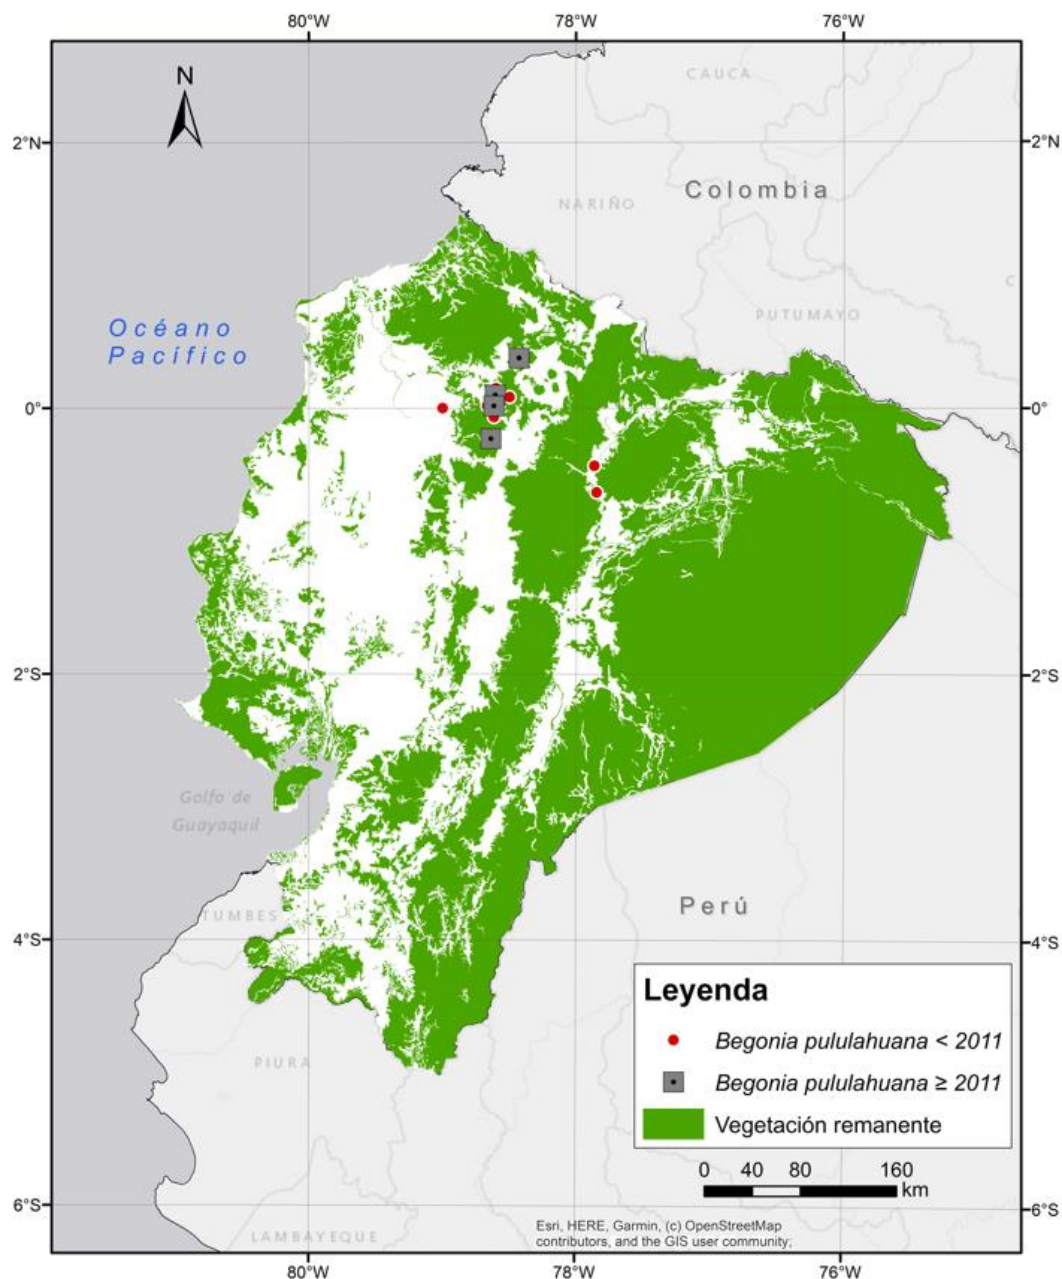 80°W 78°W 76°W
N
CAUCA
2°N 2°N
Colombia
NARIÑO
PUTUMAYO
Océano
Pacífico
0° 0°
2°S 2°S
Golfo de
Guayaquil
Perú
TUMBES
4°S 4°S
Leyenda
Begonia pululahuana < 2011
Begonia pululahuana ≥ 2011
Vegetación remanente
PIURA
0 40 80 160
km
6°S 6°S
LAMBAYEQUE
Esri, HERE, Garmin, (c) OpenStreetMap
contributors, and the GIS user community;
80°W 78°W 76°W